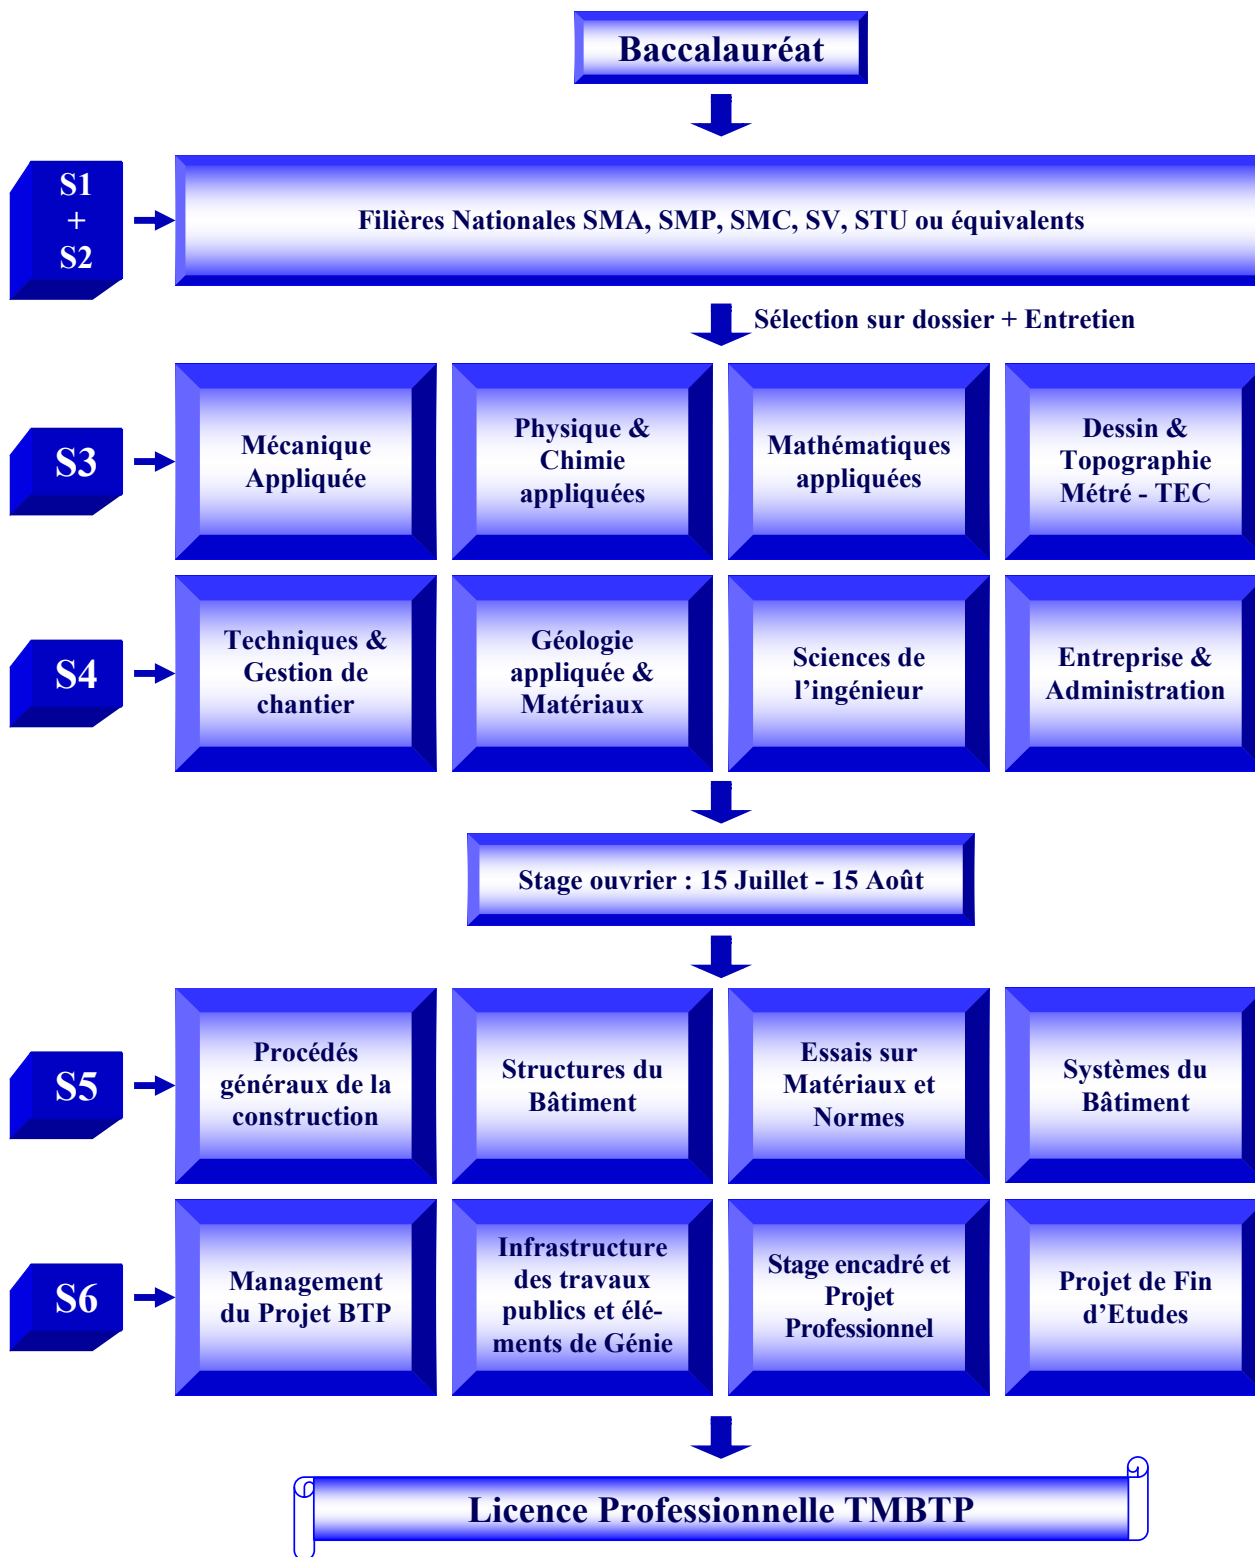 Baccalauréat
S1
+
S2
Filières Nationales SMA, SMP, SMC, SV, STU ou équivalents
Sélection sur dossier + Entretien
S3
Mécanique
Appliquée
Physique &
Chimie
appliquées
Mathématiques
appliquées
Dessin &
Topographie
Métré - TEC
S4
Techniques &
Gestion de
chantier
Géologie
appliquée &
Matériaux
Sciences de
l’ingénieur
Entreprise &
Administration
Stage ouvrier : 15 Juillet - 15 Août
S5
Procédés
généraux de la
construction
Structures du
Bâtiment
Essais sur
Matériaux et
Normes
Systèmes du
Bâtiment
S6
Management
du Projet BTP
Infrastructure
des travaux
publics et élé-
ments de Génie
Stage encadré et
Projet
Professionnel
Projet de Fin
d’Etudes
Licence Professionnelle TMBTP